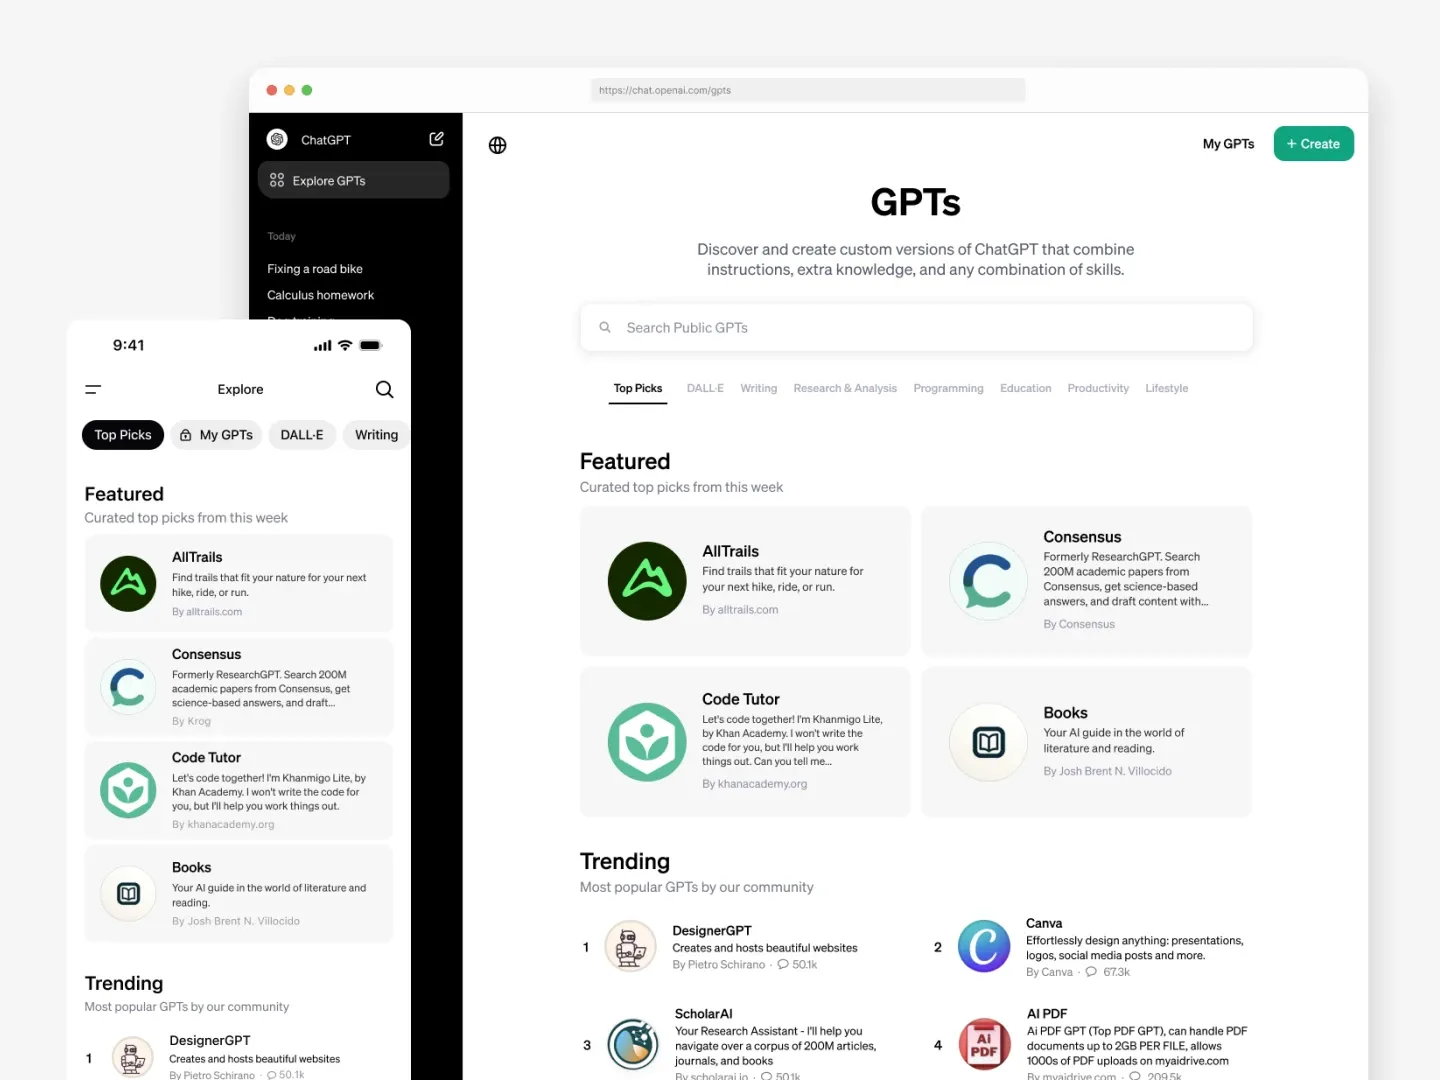 https://chat.openai.com/gpts
ChatGPT
Explore GPTs
Today
Fixing a road bike
Calculus homework
My GPTs
+ Create
GPTs
Discover and create custom versions of ChatGPT that combine
instructions, extra knowledge, and any combination of skills.
Search Public GPTs
Top Picks
DALL·E
Writing
Research & Analysis
Programming
Education
Productivity
Lifestyle
Featured
Curated top picks from this week
AllTrails
Find trails that fit your nature for
your next hike, ride, or run.
By alltrails.com
Consensus
Formerly ResearchGPT. Search
200M academic papers from
Consensus, get science-based
answers, and draft content with...
By Consensus
Code Tutor
Let's code together! I'm Khanmigo Lite,
by Khan Academy. I won't write the
code for you, but I'll help you work
things out. Can you tell me...
By khanacademy.org
Books
Your AI guide in the world of
literature and reading.
By Josh Brent N. Villocido
Trending
Most popular GPTs by our community
1
DesignerGPT
Creates and hosts beautiful websites
By Pietro Schirano · 50.1k
2
Canva
Effortlessly design anything: presentations,
logos, social media posts and more.
By Canva · 67.3k
3
ScholarAI
Your Research Assistant - I'll help you
navigate over a corpus of 200M articles,
journals, and books
By scholarai.io · 50.1k
4
Ai
PDF
AI PDF
Ai PDF GPT (Top PDF GPT), can handle PDF
documents up to 2GB PER FILE, allows
1000s of PDF uploads on myaidrive.com
By myaidrive.com · 209.5k
9:41
Explore
Top Picks
My GPTs
DALL·E
Writing
Featured
Curated top picks from this week
AllTrails
Find trails that fit your nature for your next
hike, ride, or run.
By alltrails.com
Consensus
Formerly ResearchGPT. Search 200M
academic papers from Consensus, get
science-based answers, and draft...
By Krog
Code Tutor
Let's code together! I'm Khanmigo Lite, by
Khan Academy. I won't write the code for
you, but I'll help you work things out.
By khanacademy.org
Books
Your AI guide in the world of literature and
reading.
By Josh Brent N. Villocido
Trending
Most popular GPTs by our community
1
DesignerGPT
Creates and hosts beautiful websites
By Pietro Schirano · 50.1k